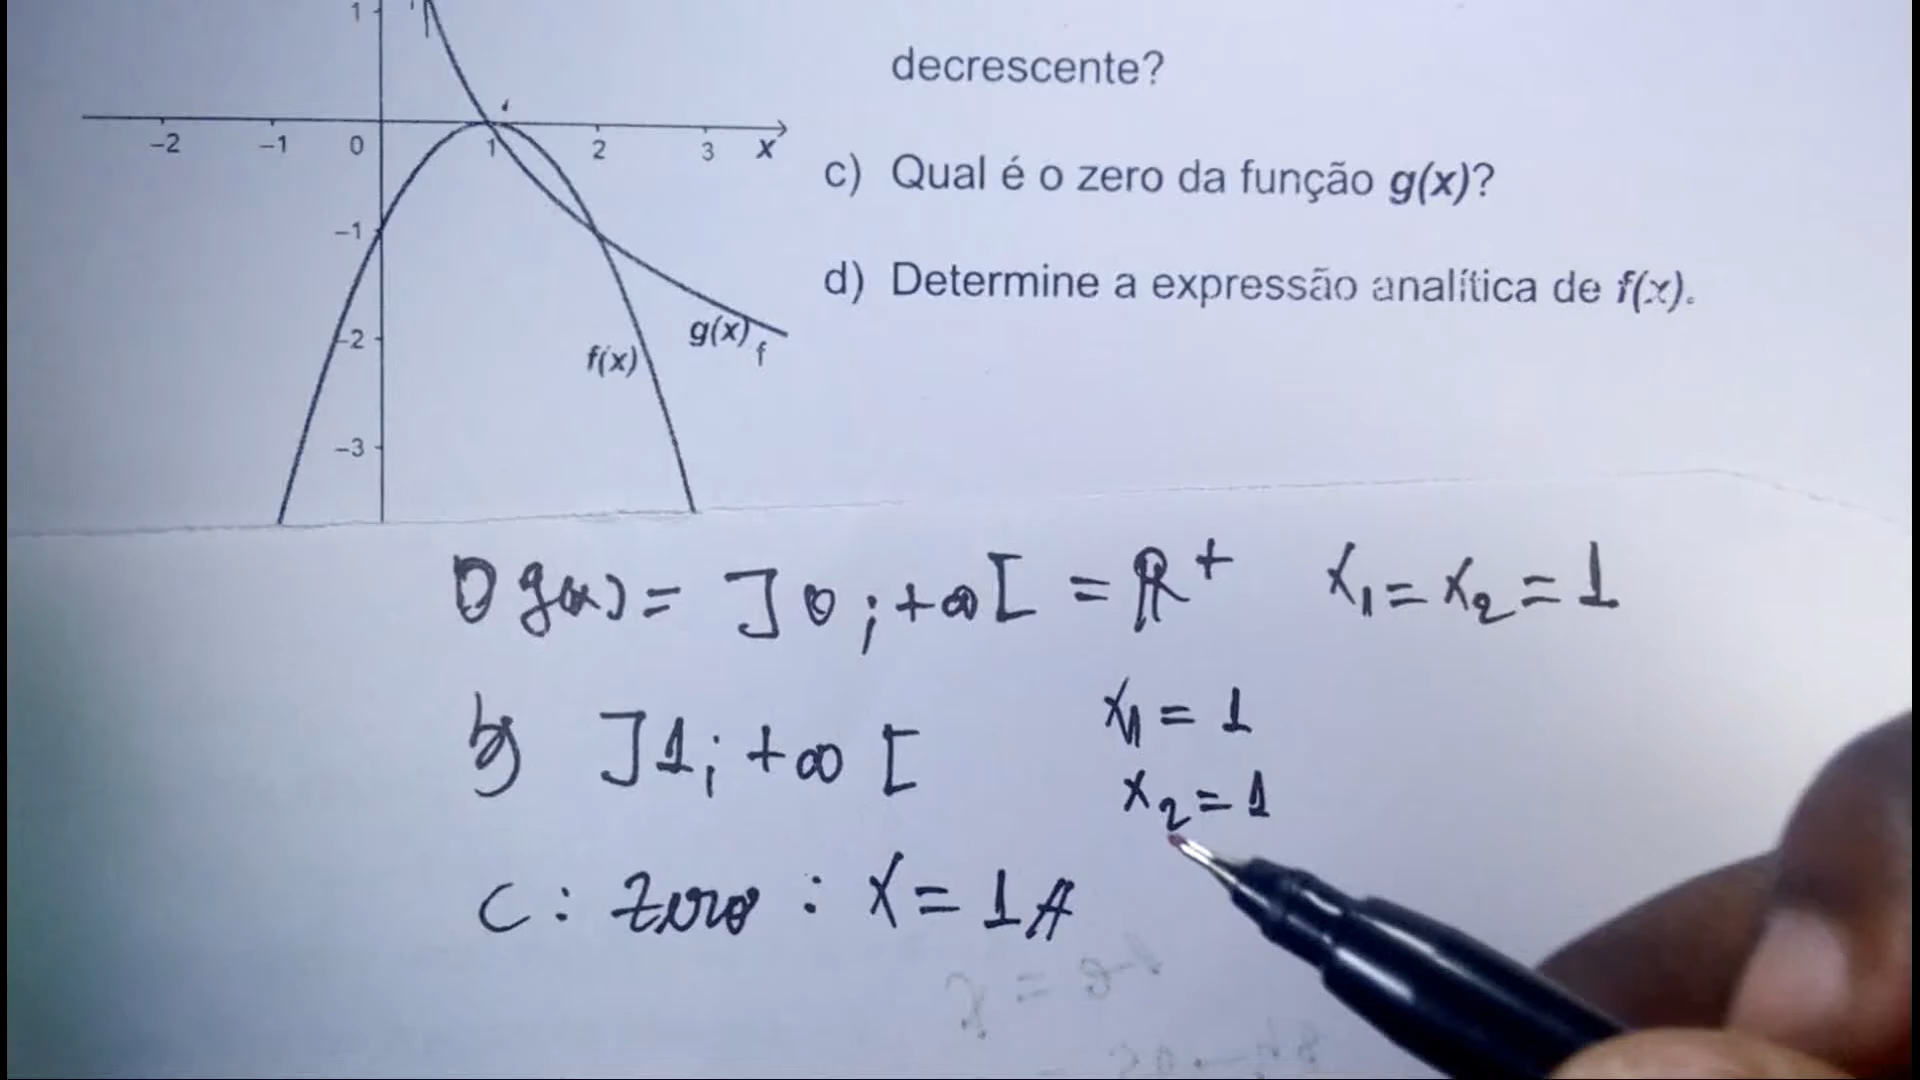 1
decrescente?
−2 −1 0 1 2 3 x
c) Qual é o zero da função g(x)?
−1
d) Determine a expressão analítica de f(x).
−2
g(x) f
f(x)
−3
D g(x) = ]0 ; +∞[ = R⁺ x₁ = x₂ = 1
b) ]1; +∞ [
x₁ = 1
x₂ = 1
C : Zero : x = 1